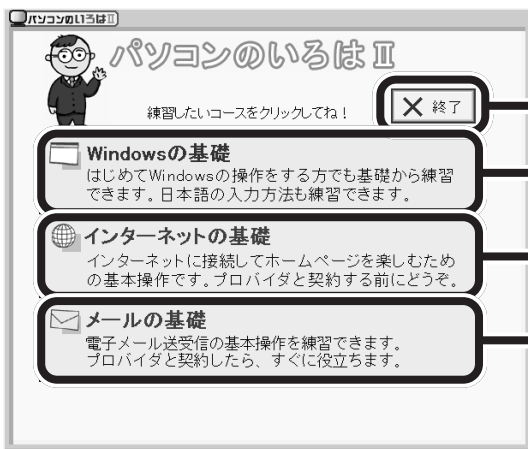 パソコンのいろはⅡ
パソコンのいろはⅡ
練習したいコースをクリックしてね！
終了
Windowsの基礎
はじめてWindowsの操作をする方でも基礎から練習
できます。日本語の入力方法も練習できます。
インターネットの基礎
インターネットに接続してホームページを楽しむため
の基本操作です。プロバイダと契約する前にどうぞ。
メールの基礎
電子メール送受信の基本操作を練習できます。
プロバイダと契約したら、すぐに役立ちます。